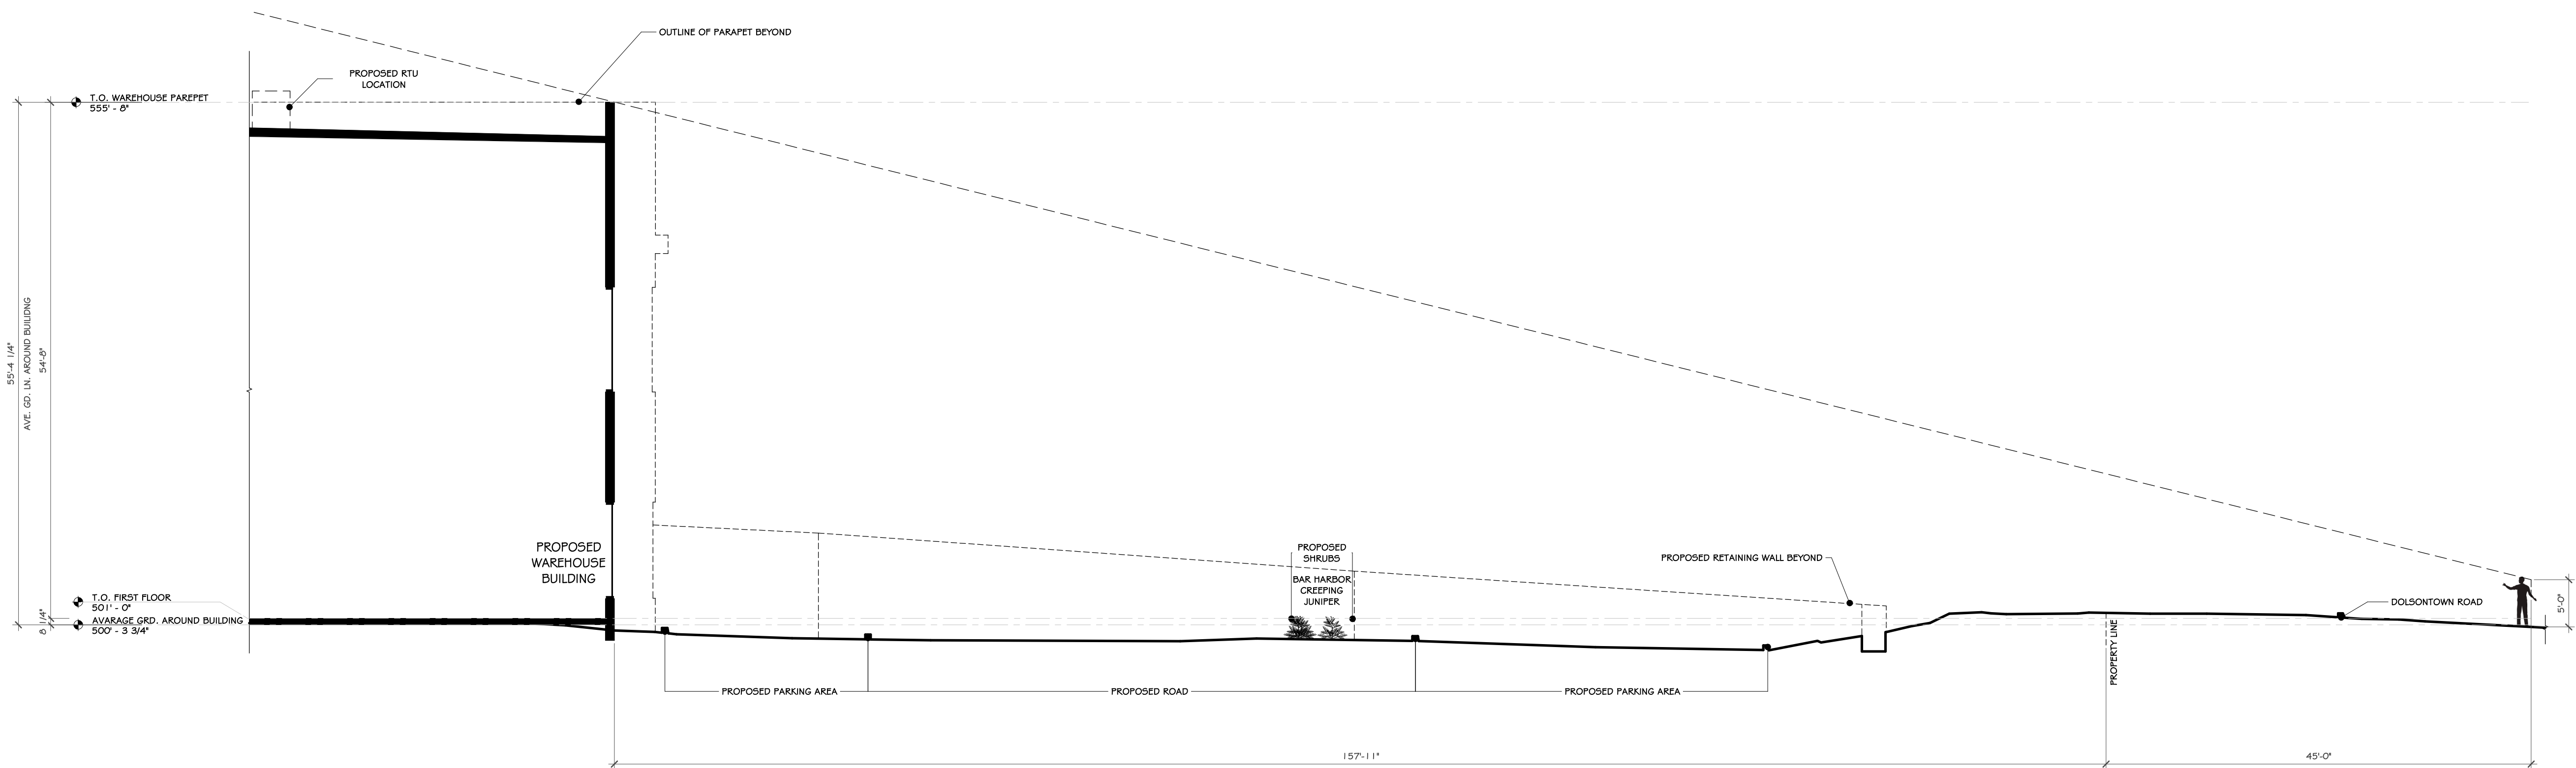 OUTLINE OF PARAPET BEYOND
PROPOSED RTU
LOCATION
T.O. WAREHOUSE PAREPET
555' - 8"
55'-4 1/4"
AVE. GD. LN. AROUND BUILIDNG
54'-8"
8 1/4"
T.O. FIRST FLOOR
501' - 0"
AVARAGE GRD. AROUND BUILDING
500' - 3 3/4"
PROPOSED
WAREHOUSE
BUILDING
PROPOSED
SHRUBS
BAR HARBOR
CREEPING
JUNIPER
PROPOSED RETAINING WALL BEYOND
DOLSONTOWN ROAD
5'-0"
PROPERTY LINE
PROPOSED PARKING AREA
PROPOSED ROAD
PROPOSED PARKING AREA
157'-11"
45'-0"